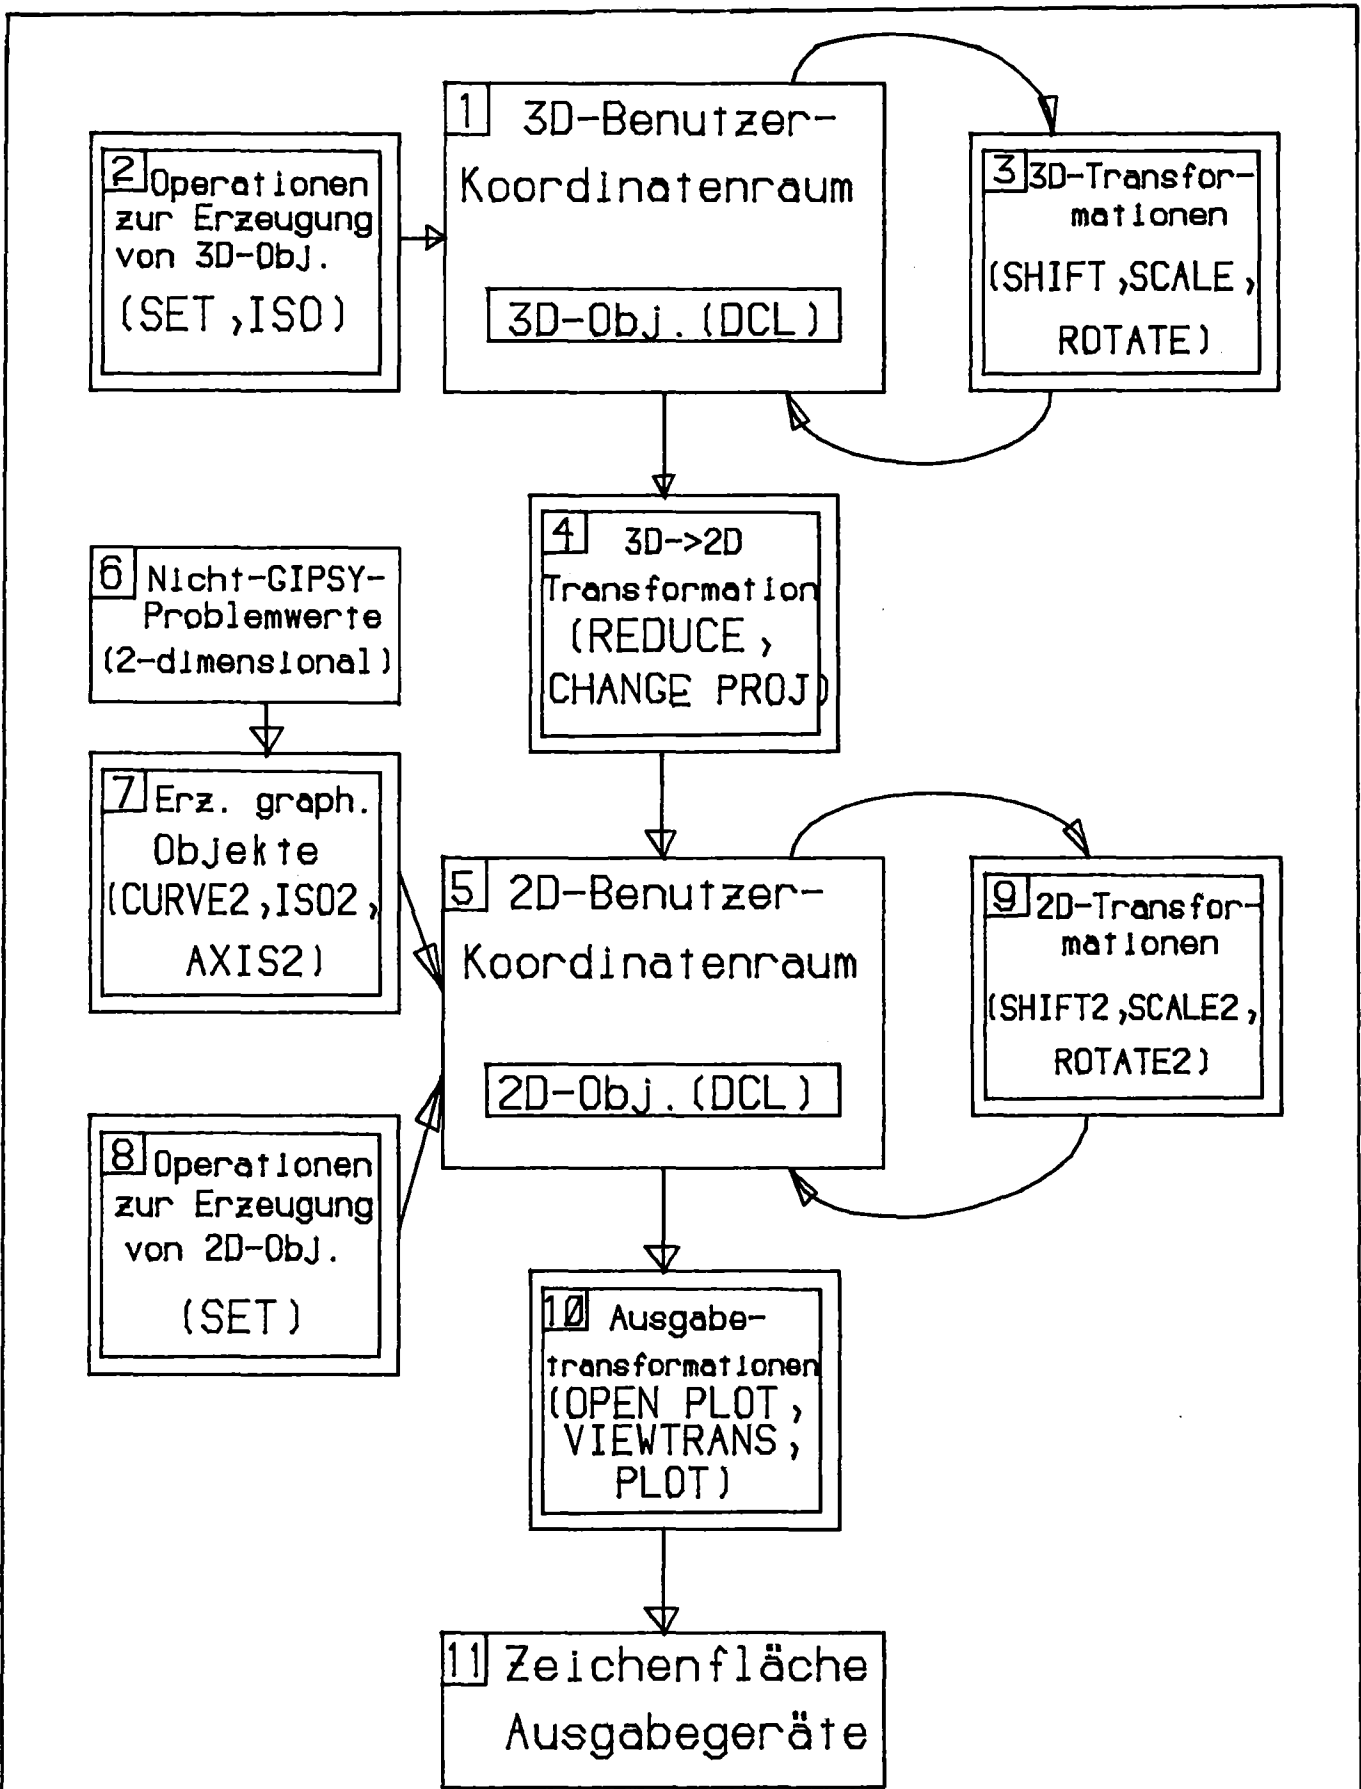 1 3D-Benutzer-
Koordinatenraum
3D-Obj.(DCL)
2 Operationen
zur Erzeugung
von 3D-Obj.
(SET,ISO)
3 3D-Transfor-
mationen
(SHIFT,SCALE,
ROTATE)
4 3D->2D
Transformation
(REDUCE,
CHANGE PROJ)
6 Nicht-GIPSY-
Problemwerte
(2-dimensional)
7 Erz. graph.
Objekte
(CURVE2,ISO2,
AXIS2)
5 2D-Benutzer-
Koordinatenraum
2D-Obj.(DCL)
9 2D-Transfor-
mationen
(SHIFT2,SCALE2,
ROTATE2)
8 Operationen
zur Erzeugung
von 2D-Obj.
(SET)
10 Ausgabe-
transformationen
(OPEN PLOT,
VIEWTRANS,
PLOT)
11 Zeichenfläche
Ausgabegeräte